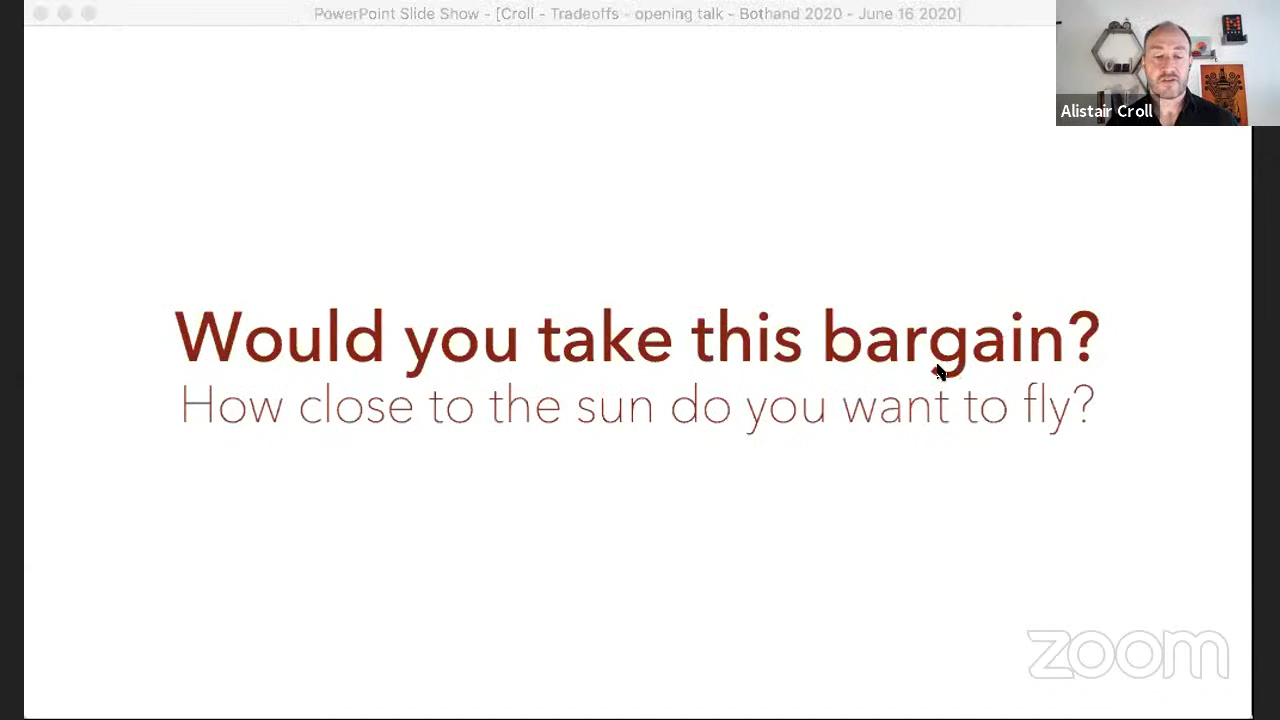 PowerPoint Slide Show - [Croll - Tradeoffs - opening talk - Bothand 2020 - June 16 2020]
Alistair Croll
Would you take this bargain?
How close to the sun do you want to fly?
zoom